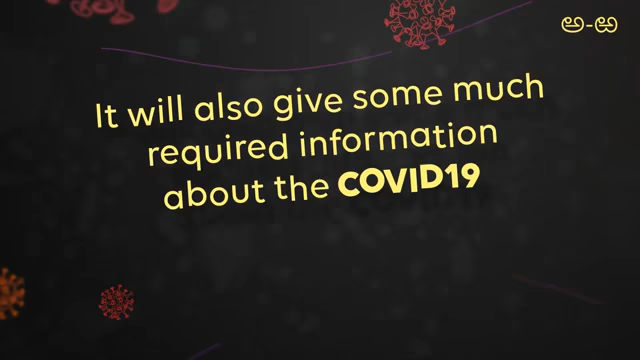 ಅ-ಖ
It will also give some much
required information
about the COVID19